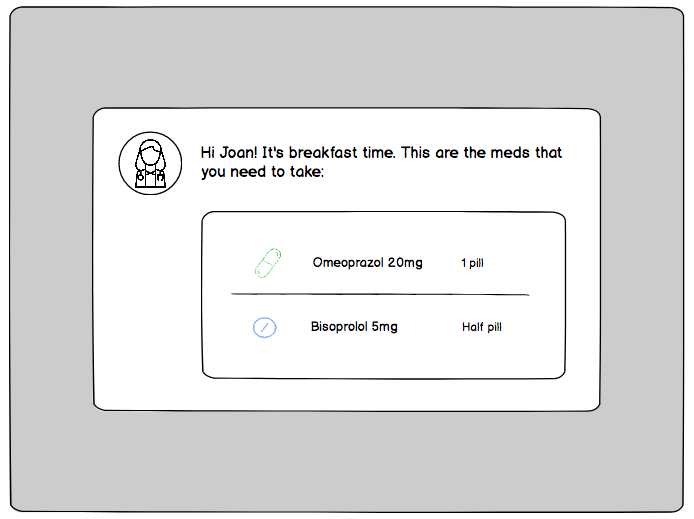 Hi Joan! It's breakfast time. This are the meds that
you need to take:
Omeoprazol 20mg 1 pill
Bisoprolol 5mg Half pill